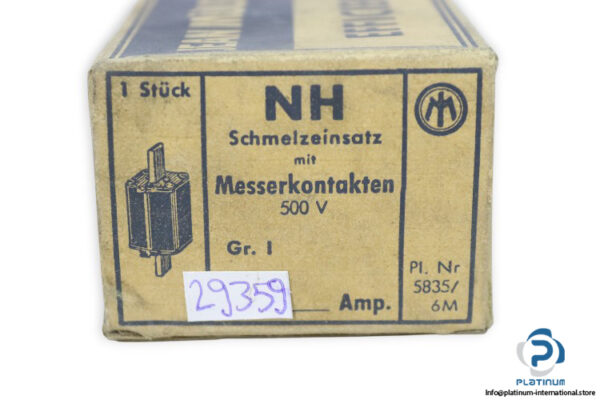 1 Stück
NH
Schmelzeinsatz
mit
Messerkontakten
500 V
Gr. I
29359
Amp.
Pl. Nr
5835/
6M
PLATINUM
Info@platinum-international.store